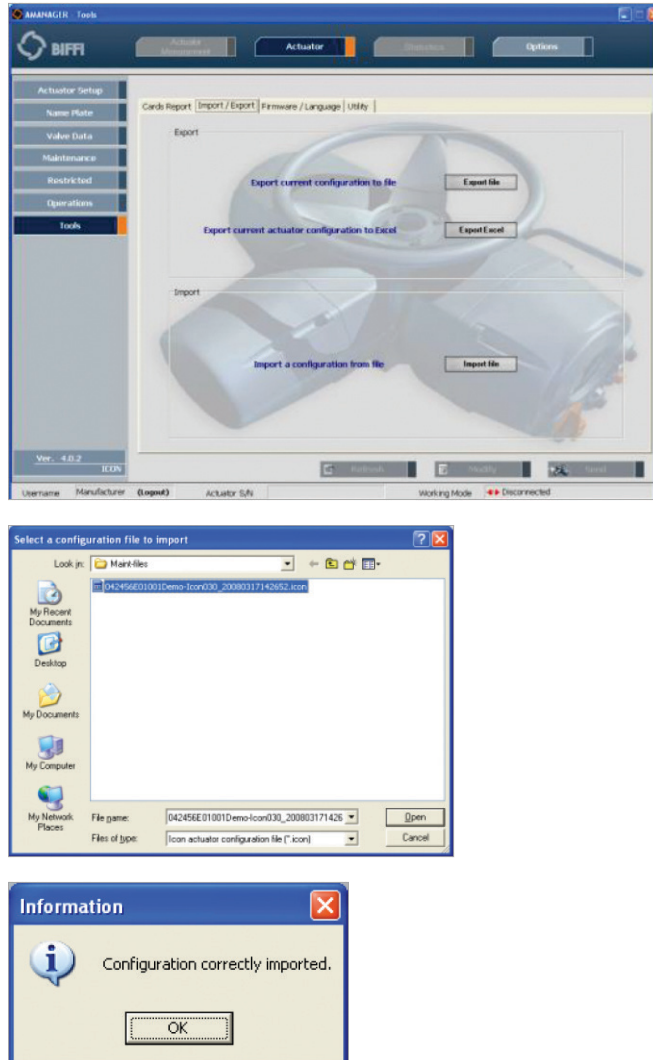 AMANAGER Tools
BIFFI
Actuator Management
Actuator
Diagnostics
Options
Actuator Setup
Name Plate
Valve Data
Maintenance
Restricted
Operations
Tools
Cards Report
Import / Export
Firmware / Language
Utility
Export
Export current configuration to file
Export file
Export current actuator configuration to Excel
Export Excel
Import
Import a configuration from file
Import file
Ver. 4.0.2
ICON
Refresh
Modify
Send
Username
Manufacturer
(Logout)
Actuator S/N
Working Mode
Disconnected
Select a configuration file to import
Look in:
Maint-files
042456E01001Demo-Icon030_20080317142652.icon
My Recent
Documents
Desktop
My Documents
My Computer
My Network
Places
File name:
042456E01001Demo-Icon030_200803171426
Open
Files of type:
Icon actuator configuration file (*.icon)
Cancel
Information
Configuration correctly imported.
OK